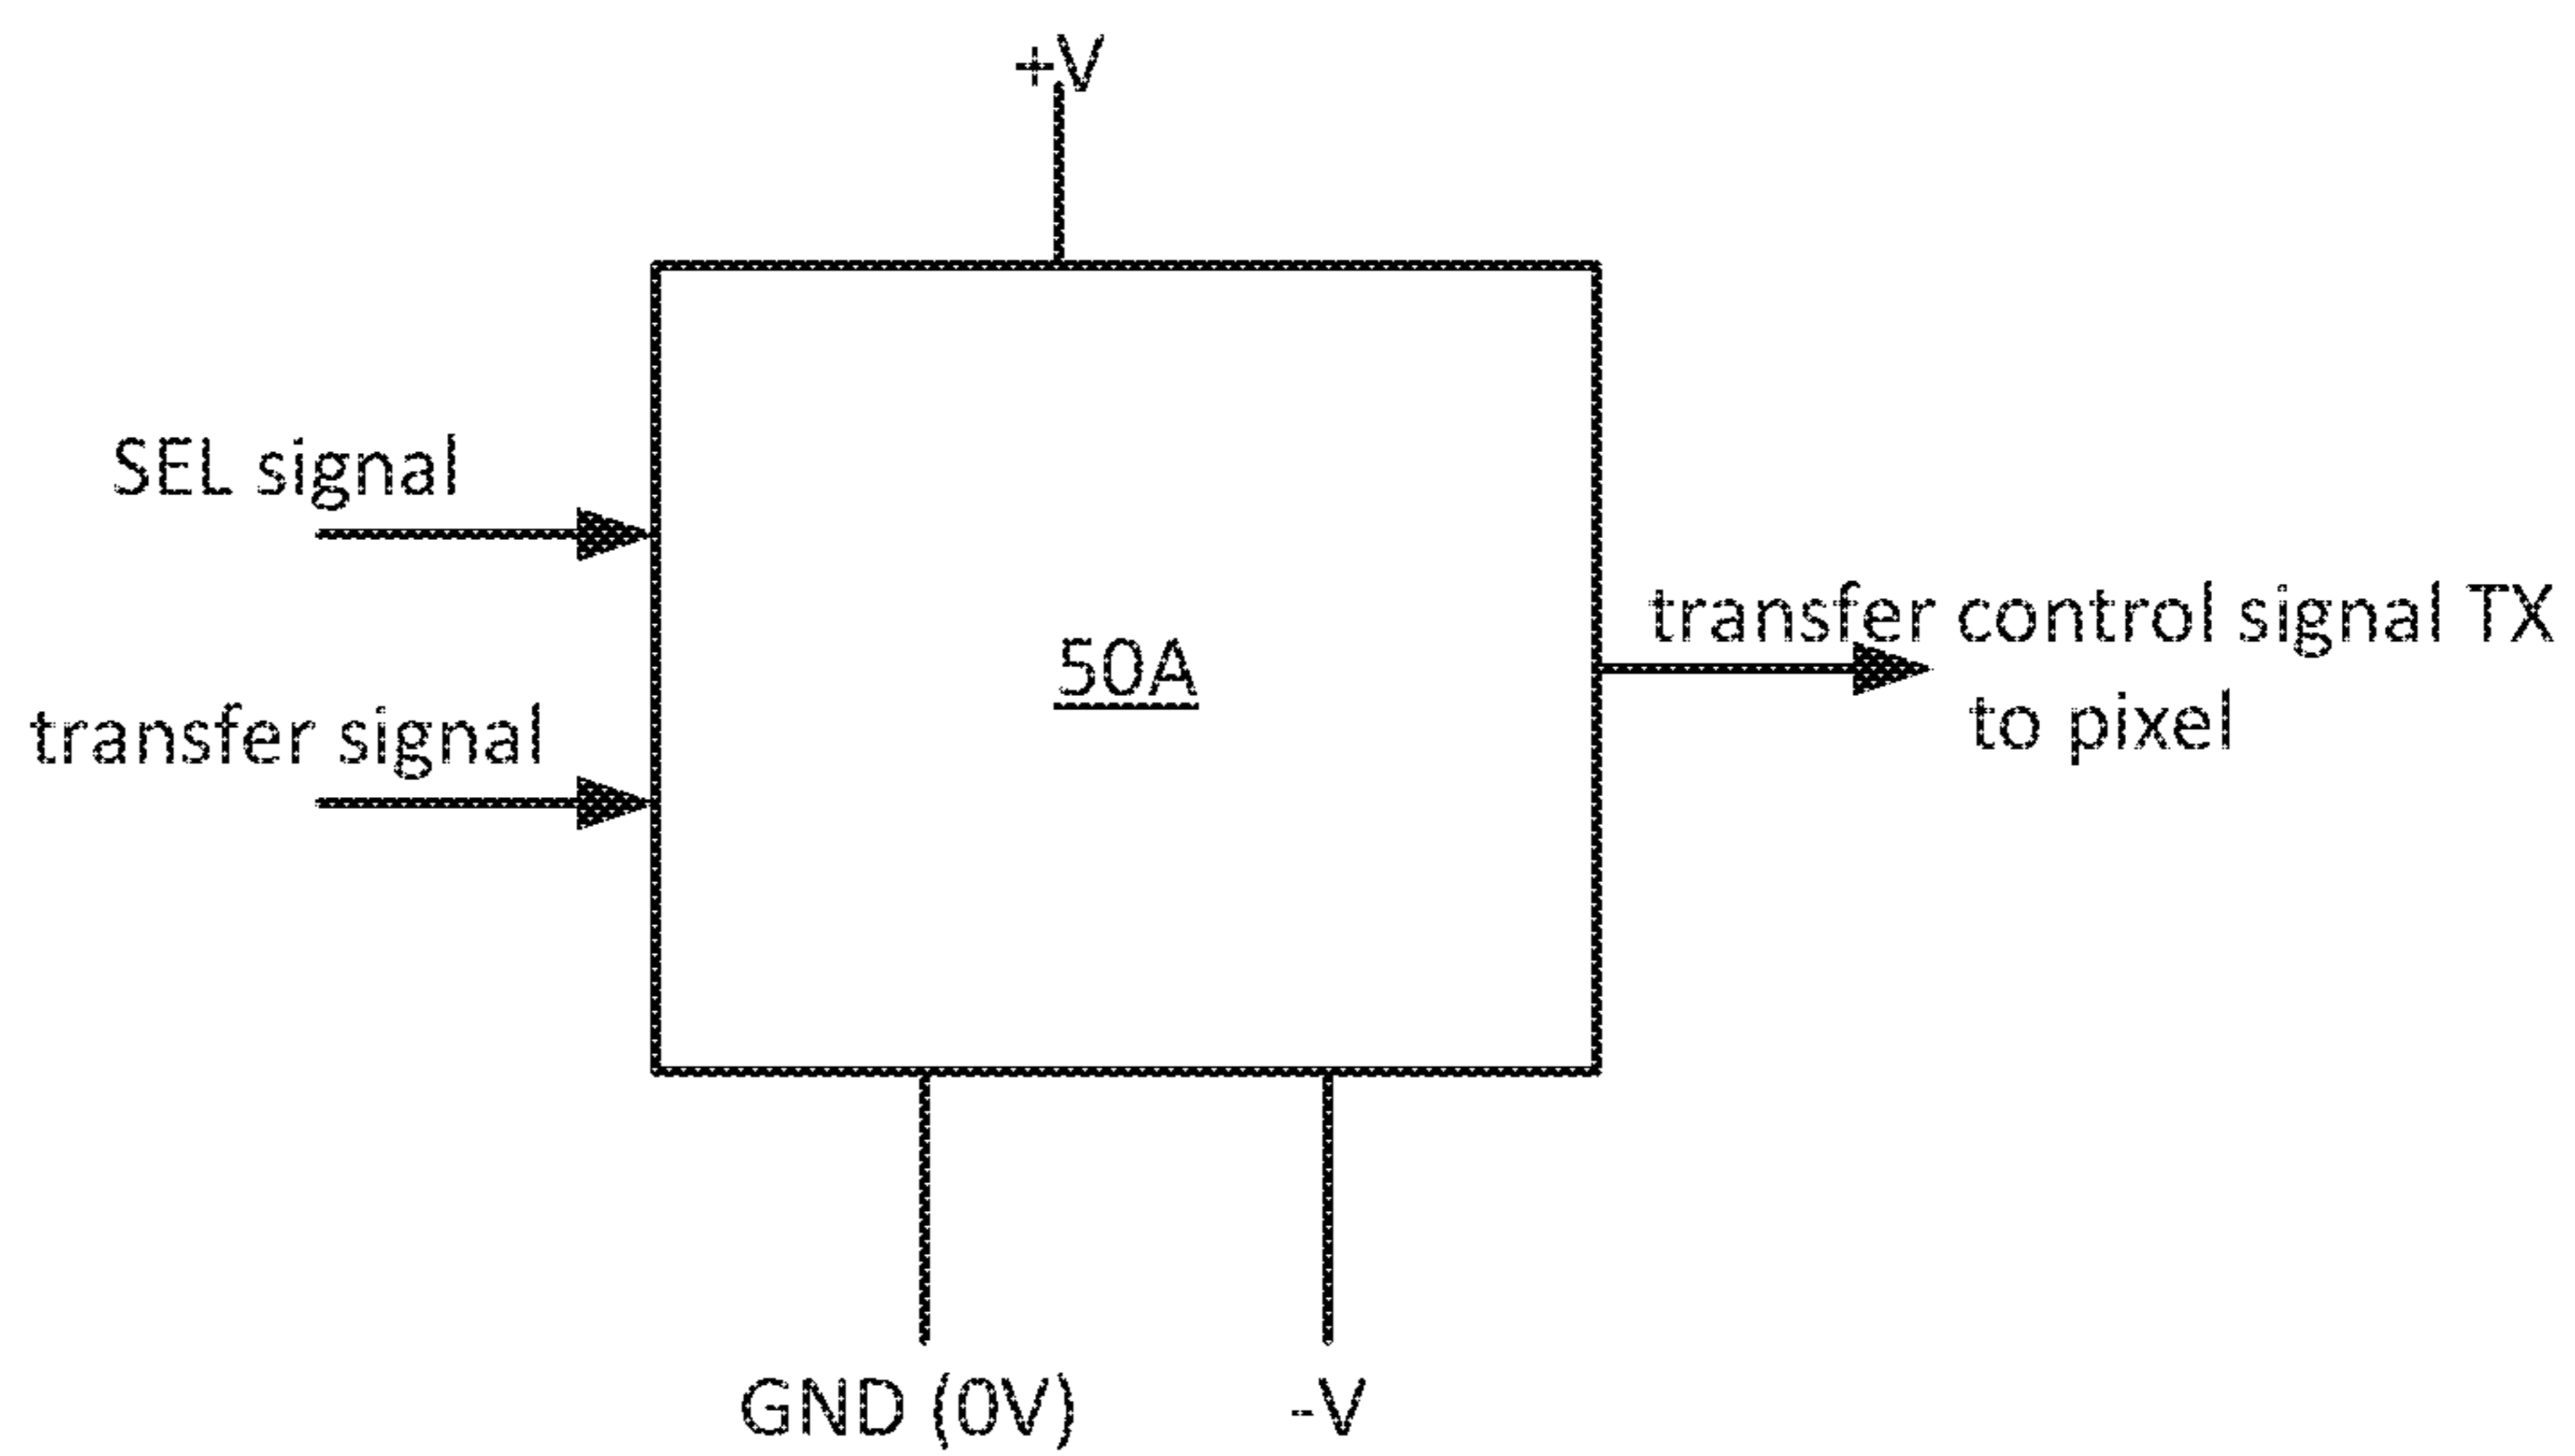 +V
SEL signal
transfer signal
50A
transfer control signal TX
to pixel
GND (0V)
-V